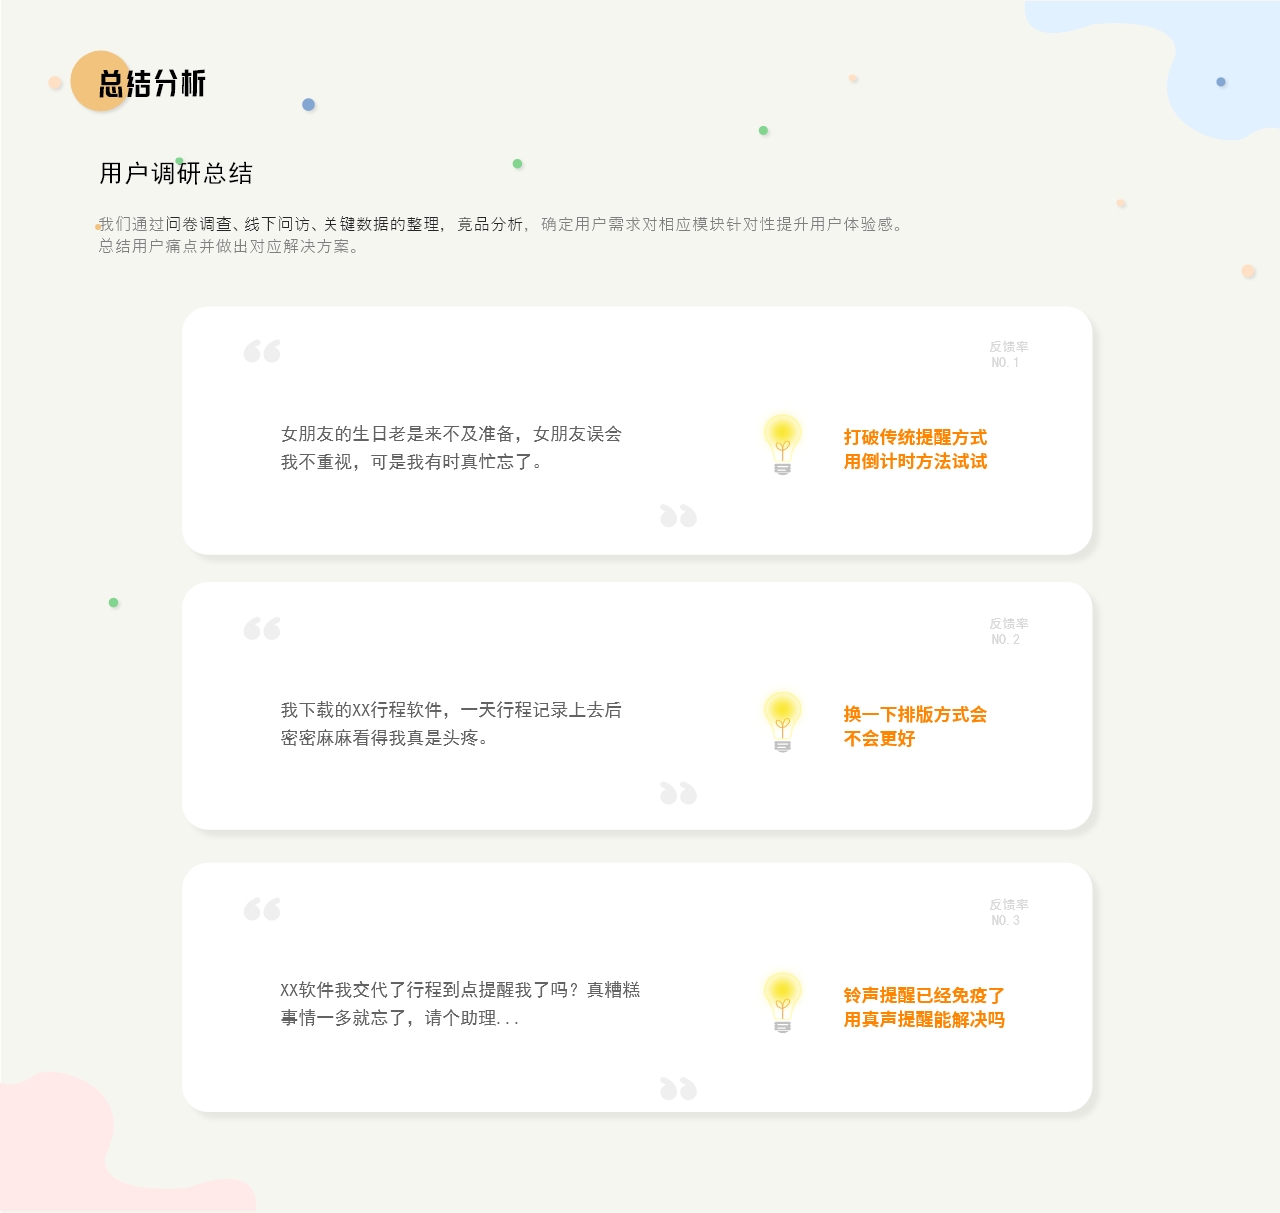 总结分析
用户调研总结
我们通过问卷调查、线下问访、关键数据的整理，竞品分析，确定用户需求对相应模块针对性提升用户体验感。
总结用户痛点并做出对应解决方案。
“
反馈率
NO.1
女朋友的生日老是来不及准备，女朋友误会
我不重视，可是我有时真忙忘了。
打破传统提醒方式
用倒计时方法试试
”
“
反馈率
NO.2
我下载的XX行程软件，一天行程记录上去后
密密麻麻看得我真是头疼。
换一下排版方式会
不会更好
”
“
反馈率
NO.3
XX软件我交代了行程到点提醒我了吗？真糟糕
事情一多就忘了，请个助理...
铃声提醒已经免疫了
用真声提醒能解决吗
”